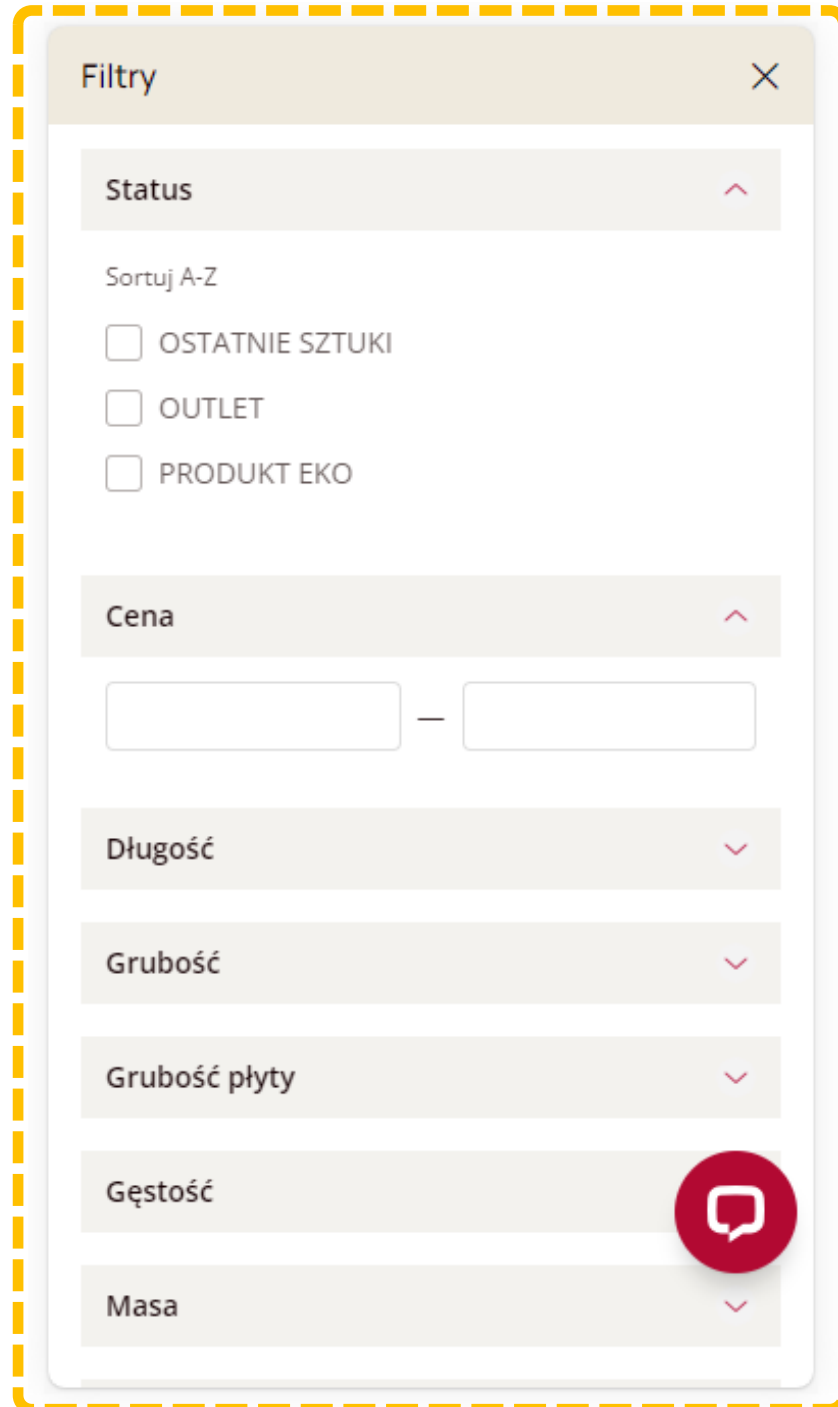 Filtry
Status
Sortuj A-Z
OSTATNIE SZTUKI
OUTLET
PRODUKT EKO
Cena
—
Długość
Grubość
Grubość płyty
Gęstość
Masa